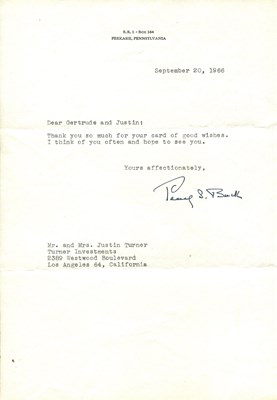 R.R. 1 · Box 164
PERKASIE, PENNSYLVANIA
September 20, 1966
Dear Gertrude and Justin:
Thank you so much for your card of good wishes.
I think of you often and hope to see you.
Yours affectionately,
Pearl S. Buck
Mr. and Mrs. Justin Turner
Turner Investments
2389 Westwood Boulevard
Los Angeles 64, California